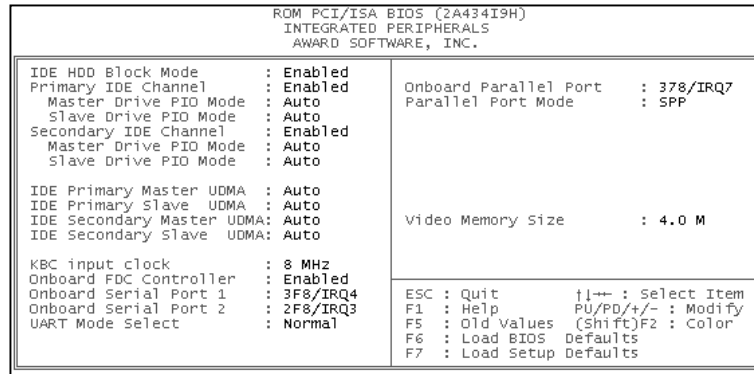 ROM PCI/ISA BIOS (2A434I9H)
INTEGRATED PERIPHERALS
AWARD SOFTWARE, INC.
IDE HDD Block Mode : Enabled
Primary IDE Channel : Enabled
Master Drive PIO Mode : Auto
Slave Drive PIO Mode : Auto
Secondary IDE Channel : Enabled
Master Drive PIO Mode : Auto
Slave Drive PIO Mode : Auto
IDE Primary Master UDMA : Auto
IDE Primary Slave UDMA : Auto
IDE Secondary Master UDMA: Auto
IDE Secondary Slave UDMA: Auto
KBC input clock : 8 MHz
Onboard FDC Controller : Enabled
Onboard Serial Port 1 : 3F8/IRQ4
Onboard Serial Port 2 : 2F8/IRQ3
UART Mode Select : Normal
Onboard Parallel Port : 378/IRQ7
Parallel Port Mode : SPP
Video Memory Size : 4.0 M
ESC : Quit ↑↓→← : Select Item
F1 : Help PU/PD/+/- : Modify
F5 : Old Values (Shift)F2 : Color
F6 : Load BIOS Defaults
F7 : Load Setup Defaults